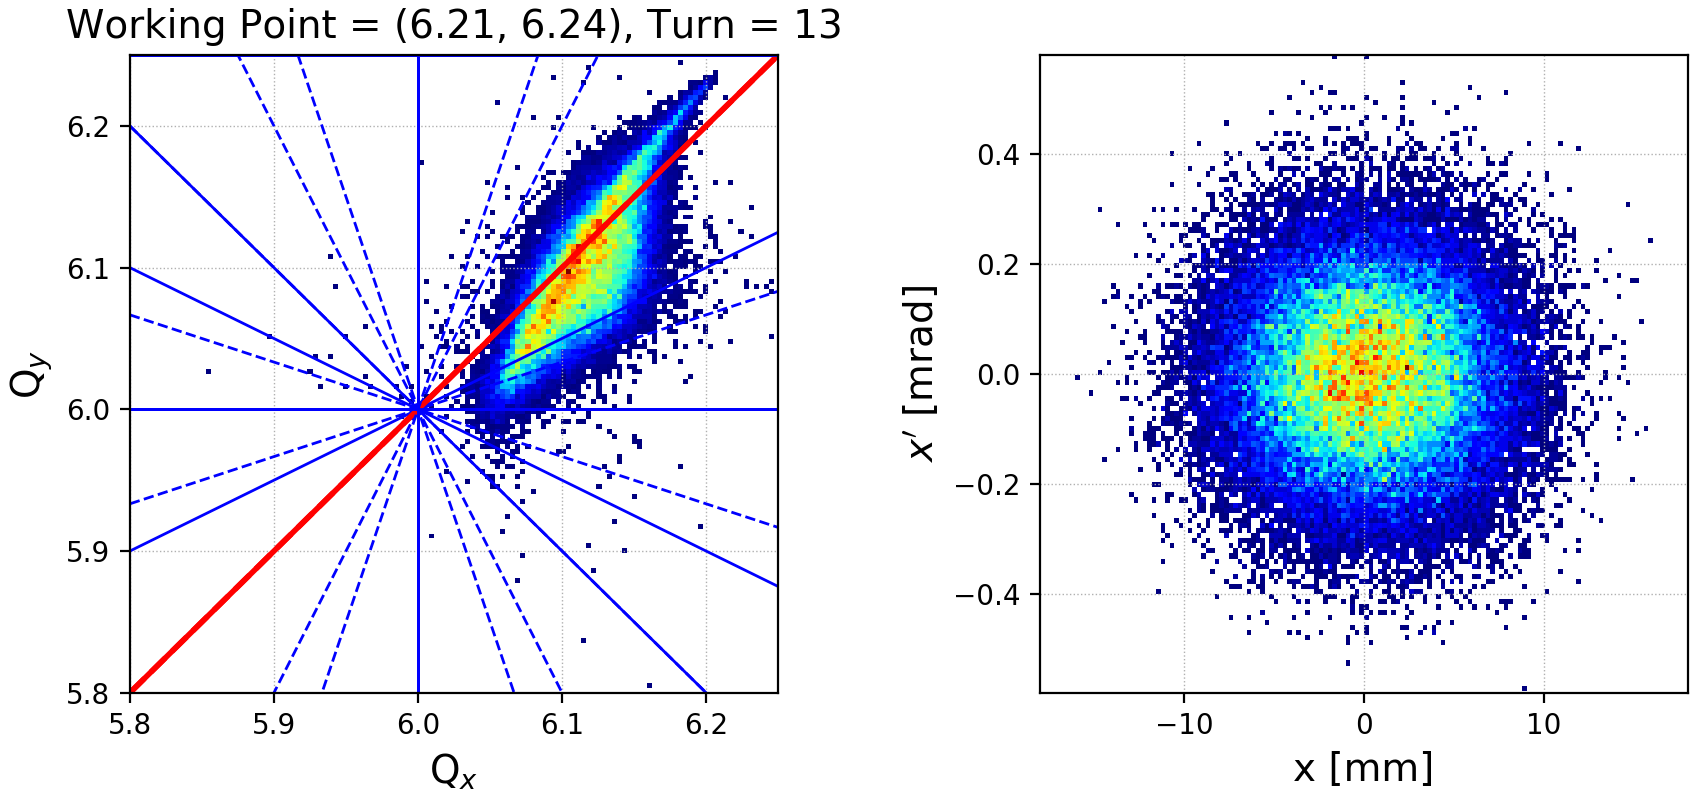 Working Point = (6.21, 6.24), Turn = 13
6.2
6.1
6.0
5.9
5.8
Qy
5.8 5.9 6.0 6.1 6.2
Qx
0.4
0.2
0.0
−0.2
−0.4
x′ [mrad]
−10 0 10
x [mm]